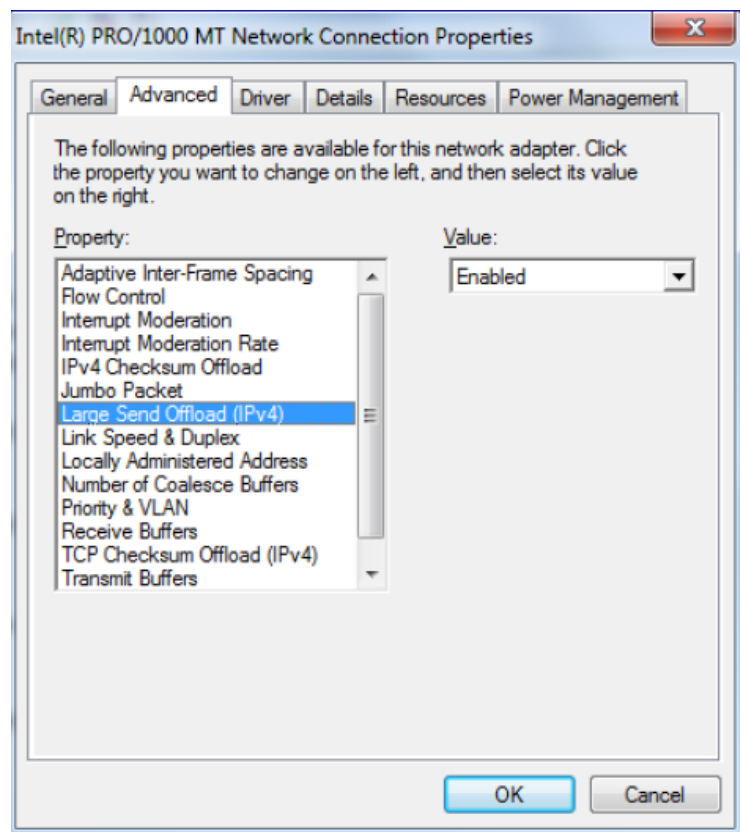 Intel(R) PRO/1000 MT Network Connection Properties
General Advanced Driver Details Resources Power Management
The following properties are available for this network adapter. Click
the property you want to change on the left, and then select its value
on the right.
Property:
Value:
Adaptive Inter-Frame Spacing
Enabled
Flow Control
Interrupt Moderation
Interrupt Moderation Rate
IPv4 Checksum Offload
Jumbo Packet
Large Send Offload (IPv4)
Link Speed & Duplex
Locally Administered Address
Number of Coalesce Buffers
Priority & VLAN
Receive Buffers
TCP Checksum Offload (IPv4)
Transmit Buffers
OK
Cancel